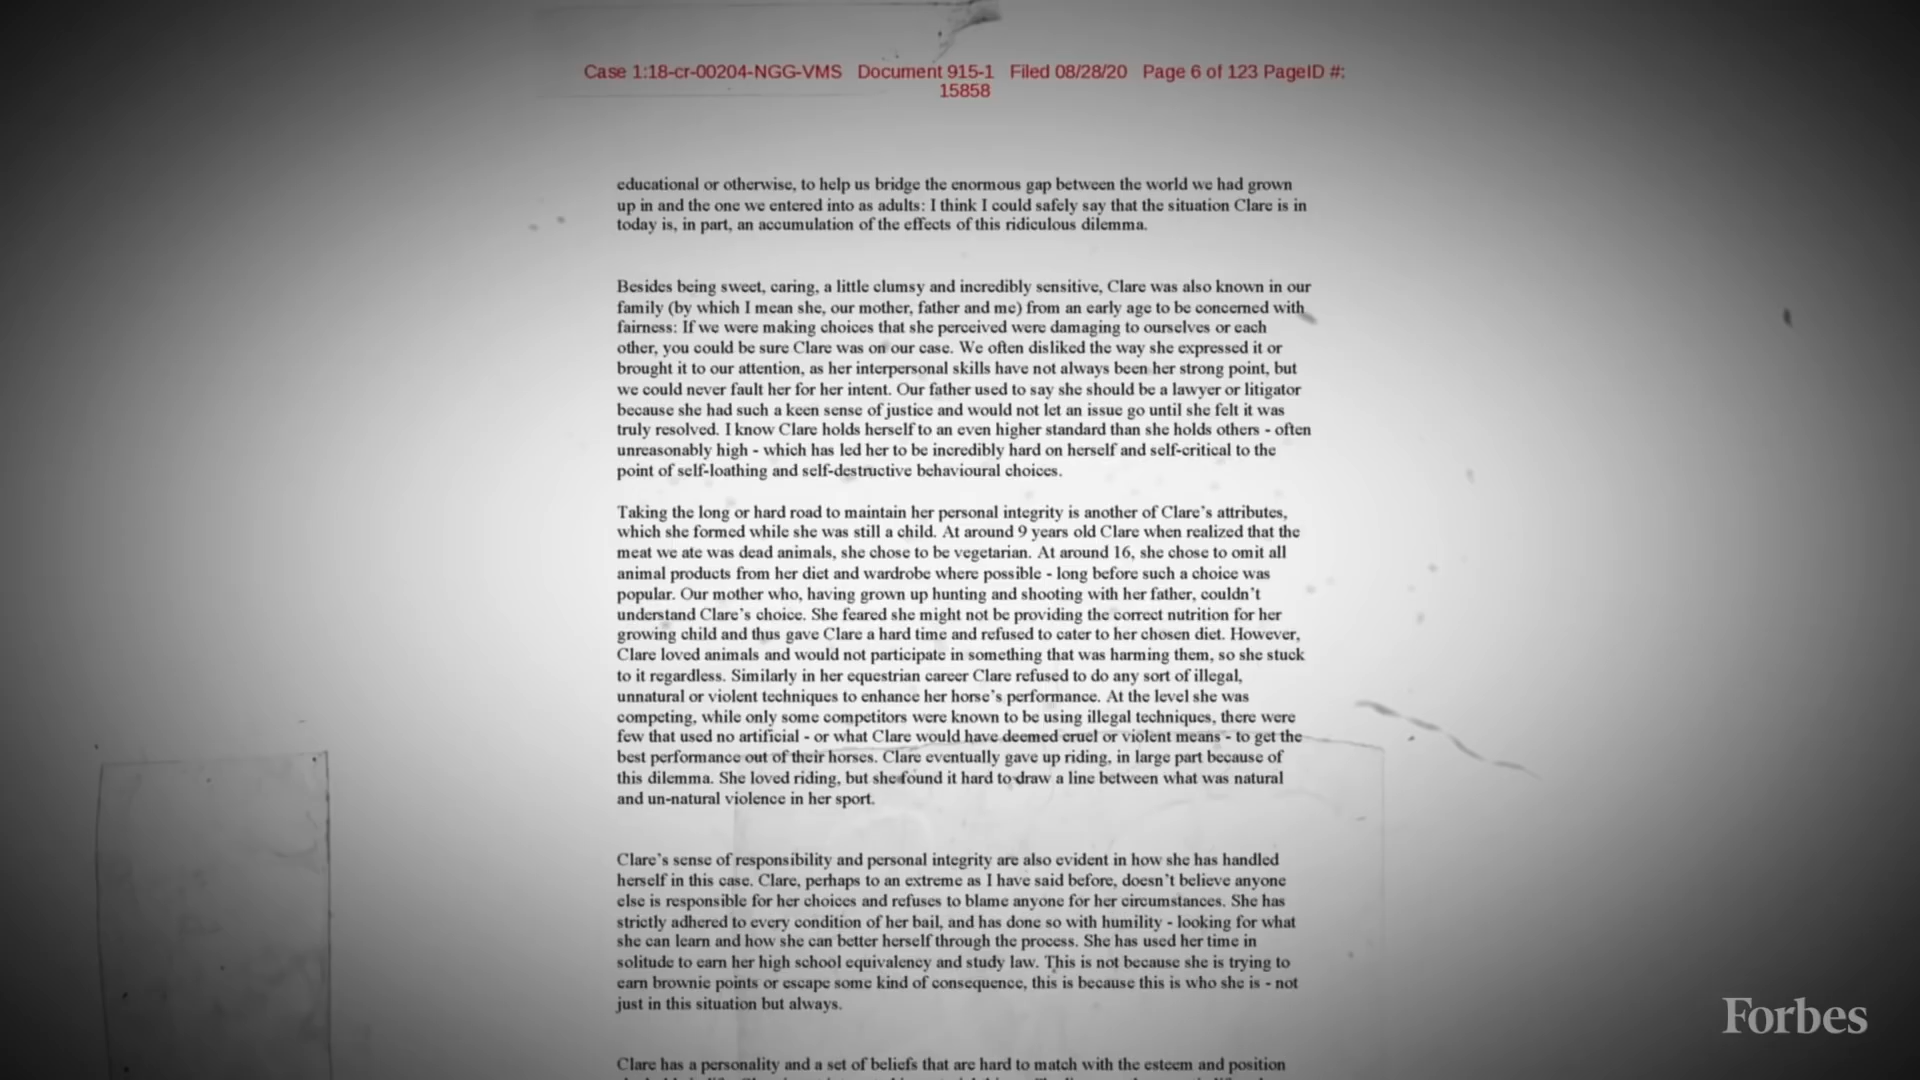 Case 1:18-cr-00204-NGG-VMS Document 915-1 Filed 08/28/20 Page 6 of 123 PageID #:
15858
educational or otherwise, to help us bridge the enormous gap between the world we had grown
up in and the one we entered into as adults: I think I could safely say that the situation Clare is in
today is, in part, an accumulation of the effects of this ridiculous dilemma.
Besides being sweet, caring, a little clumsy and incredibly sensitive, Clare was also known in our
family (by which I mean she, our mother, father and me) from an early age to be concerned with
fairness: If we were making choices that she perceived were damaging to ourselves or each
other, you could be sure Clare was on our case. We often disliked the way she expressed it or
brought it to our attention, as her interpersonal skills have not always been her strong point, but
we could never fault her for her intent. Our father used to say she should be a lawyer or litigator
because she had such a keen sense of justice and would not let an issue go until she felt it was
truly resolved. I know Clare holds herself to an even higher standard than she holds others - often
unreasonably high - which has led her to be incredibly hard on herself and self-critical to the
point of self-loathing and self-destructive behavioural choices.
Taking the long or hard road to maintain her personal integrity is another of Clare's attributes,
which she formed while she was still a child. At around 9 years old Clare when realized that the
meat we ate was dead animals, she chose to be vegetarian. At around 16, she chose to omit all
animal products from her diet and wardrobe where possible - long before such a choice was
popular. Our mother who, having grown up hunting and shooting with her father, couldn't
understand Clare's choice. She feared she might not be providing the correct nutrition for her
growing child and thus gave Clare a hard time and refused to cater to her chosen diet. However,
Clare loved animals and would not participate in something that was harming them, so she stuck
to it regardless. Similarly in her equestrian career Clare refused to do any sort of illegal,
unnatural or violent techniques to enhance her horse's performance. At the level she was
competing, while only some competitors were known to be using illegal techniques, there were
few that used no artificial - or what Clare would have deemed cruel or violent means - to get the
best performance out of their horses. Clare eventually gave up riding, in large part because of
this dilemma. She loved riding, but she found it hard to draw a line between what was natural
and un-natural violence in her sport.
Clare's sense of responsibility and personal integrity are also evident in how she has handled
herself in this case. Clare, perhaps to an extreme as I have said before, doesn't believe anyone
else is responsible for her choices and refuses to blame anyone for her circumstances. She has
strictly adhered to every condition of her bail, and has done so with humility - looking for what
she can learn and how she can better herself through the process. She has used her time in
solitude to earn her high school equivalency and study law. This is not because she is trying to
earn brownie points or escape some kind of consequence, this is because this is who she is - not
just in this situation but always.
Clare has a personality and a set of beliefs that are hard to match with the esteem and position
Forbes